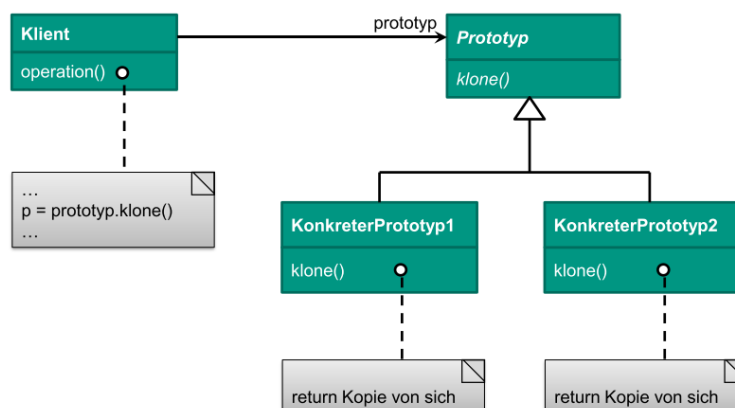 Klient
operation()
prototyp
Prototyp
klone()
…
p = prototyp.klone()
…
KonkreterPrototyp1
klone()
KonkreterPrototyp2
klone()
return Kopie von sich
return Kopie von sich